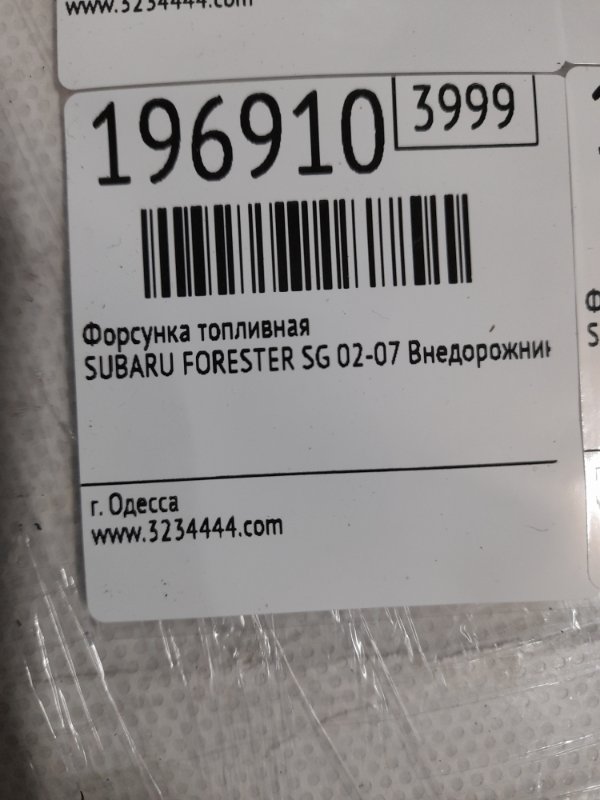 www.3234444.com
196910
3999
Форсунка топливная
SUBARU FORESTER SG 02-07 Внедорожник
г. Одесса
www.3234444.com